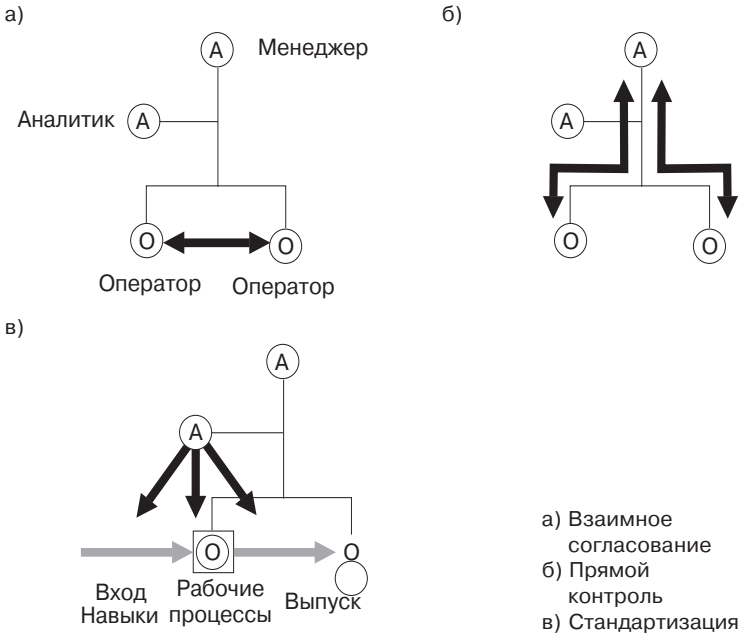 а)
А Менеджер
Аналитик А
О О
Оператор Оператор
б)
А
А
О О
в)
А
А
О О
Вход Рабочие Выпуск
Навыки процессы
а) Взаимное
согласование
б) Прямой
контроль
в) Стандартизация